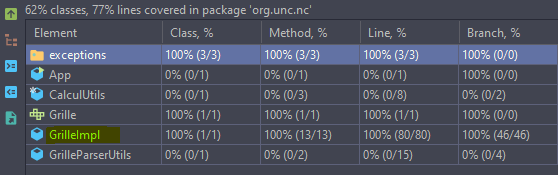 62% classes, 77% lines covered in package 'org.unc.nc'
Element Class, % Method, % Line, % Branch, %
exceptions 100% (3/3) 100% (3/3) 100% (3/3) 100% (0/0)
App 0% (0/1) 0% (0/1) 0% (0/1) 100% (0/0)
CalculUtils 0% (0/1) 0% (0/3) 0% (0/8) 0% (0/2)
Grille 100% (1/1) 100% (1/1) 100% (1/1) 100% (0/0)
GrilleImpl 100% (1/1) 100% (13/13) 100% (80/80) 100% (46/46)
GrilleParserUtils 0% (0/1) 0% (0/2) 0% (0/15) 0% (0/4)